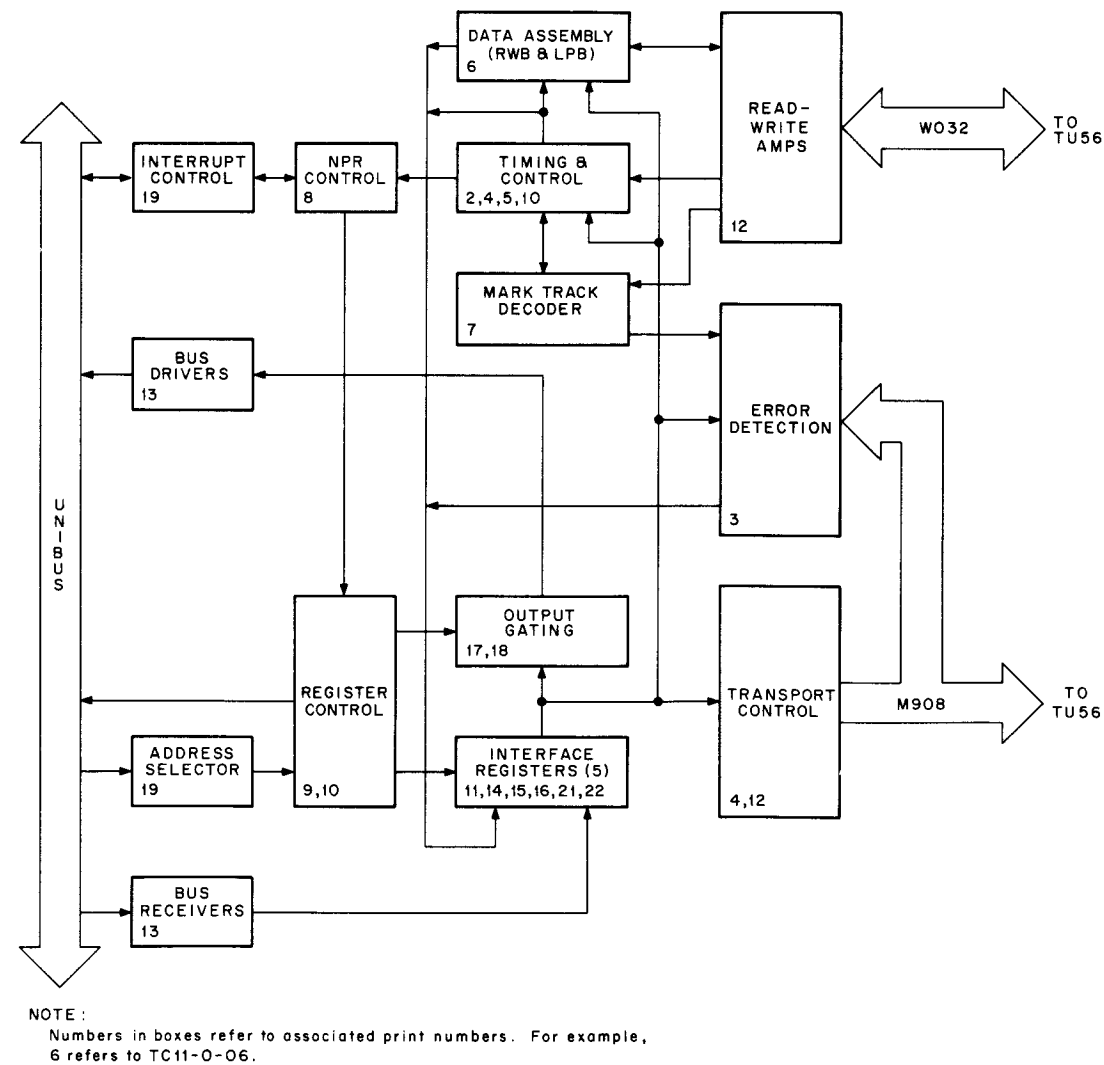 DATA ASSEMBLY
(RWB & LPB)
6
READ-
WRITE
AMPS
12
W032
TO
TU56
INTERRUPT
CONTROL
19
NPR
CONTROL
8
TIMING &
CONTROL
2,4,5,10
MARK TRACK
DECODER
7
BUS
DRIVERS
13
ERROR
DETECTION
3
UNIBUS
OUTPUT
GATING
17,18
REGISTER
CONTROL
9,10
TRANSPORT
CONTROL
4,12
M908
TO
TU56
ADDRESS
SELECTOR
19
INTERFACE
REGISTERS (5)
11,14,15,16,21,22
BUS
RECEIVERS
13
NOTE:
Numbers in boxes refer to associated print numbers. For example,
6 refers to TC11-0-06.